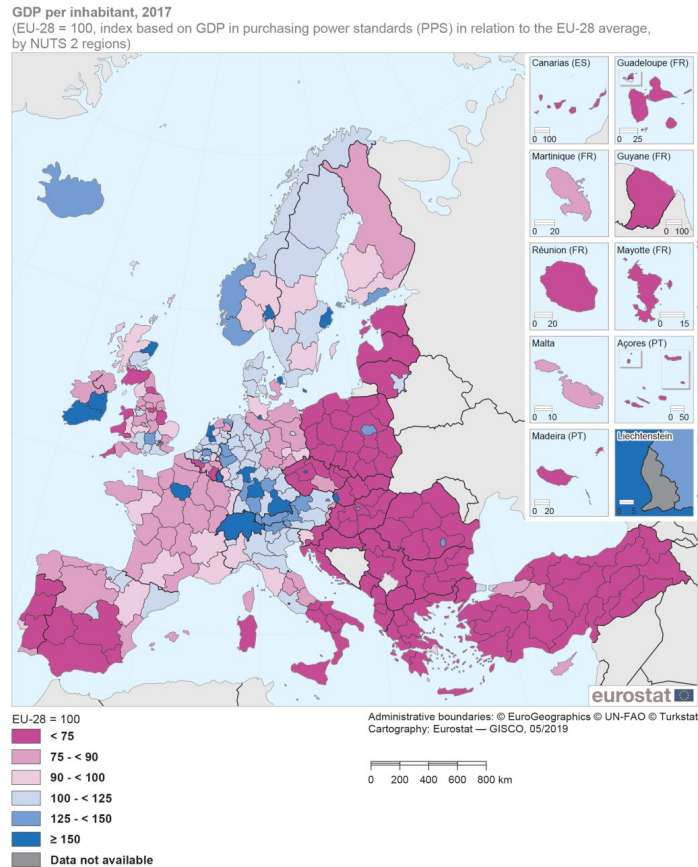 GDP per inhabitant, 2017
(EU-28 = 100, index based on GDP in purchasing power standards (PPS) in relation to the EU-28 average,
by NUTS 2 regions)
Canarias (ES)
0 100
Guadeloupe (FR)
0 25
Martinique (FR)
0 20
Guyane (FR)
0 100
Réunion (FR)
0 20
Mayotte (FR)
0 15
Malta
0 10
Açores (PT)
0 50
Madeira (PT)
0 20
Liechtenstein
0 5
eurostat
EU-28 = 100
< 75
75 - < 90
90 - < 100
100 - < 125
125 - < 150
≥ 150
Data not available
Administrative boundaries: © EuroGeographics © UN-FAO © Turkstat
Cartography: Eurostat — GISCO, 05/2019
0 200 400 600 800 km